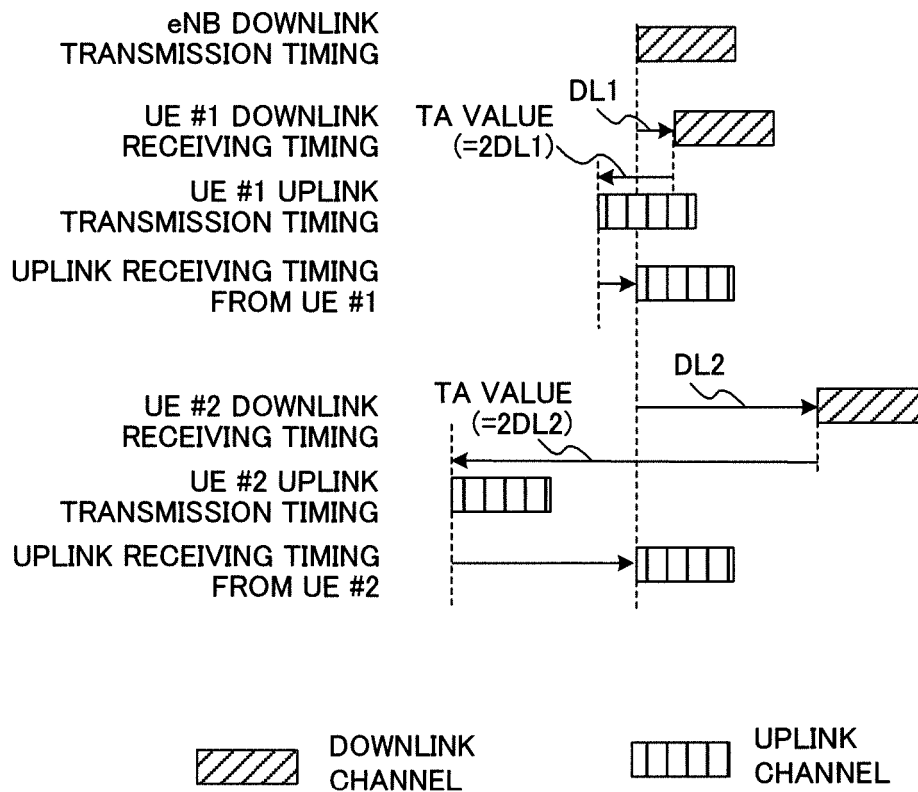 eNB DOWNLINK
TRANSMISSION TIMING
DL1
UE #1 DOWNLINK
RECEIVING TIMING
TA VALUE
(=2DL1)
UE #1 UPLINK
TRANSMISSION TIMING
UPLINK RECEIVING TIMING
FROM UE #1
DL2
UE #2 DOWNLINK
RECEIVING TIMING
TA VALUE
(=2DL2)
UE #2 UPLINK
TRANSMISSION TIMING
UPLINK RECEIVING TIMING
FROM UE #2
DOWNLINK
CHANNEL
UPLINK
CHANNEL